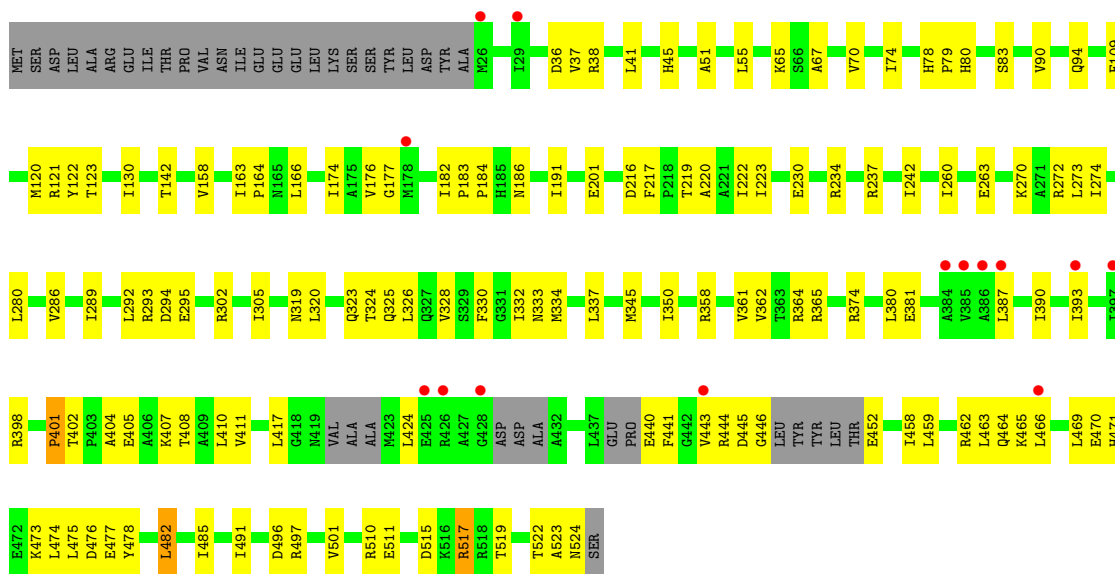 MET SER ASP LEU ALA ARG GLU ILE THR PRO VAL ASN ILE GLU GLU GLU LEU LYS SER SER TYR LEU ASP TYR ALA M26 I29 D36 V37 R38 L41 H45 A51 L55 K65 S66 A67 V70 I74 H78 P79 H80 S83 V90 Q94
M120 R121 Y122 T123 I130 T142 V158 I163 P164 N165 L166 I174 A175 V176 G177 M178 I182 P183 P184 H185 N186 I191 E201 D216 F217 P218 T219 A220 A221 I222 I223 E230 R234 R237 I242 I260 E263 K270 A271 R272 L273 I274
L280 V286 I289 L292 R293 D294 E295 R302 I305 N319 L320 Q323 T324 Q325 L326 Q327 V328 S329 F330 G331 I332 N333 M334 L337 M345 I350 R358 V361 V362 T363 R364 R365 R374 L380 E381 A384 V385 A386 L387 I390 I393
R398 P401 T402 P403 A404 E405 A406 K407 T408 A409 L410 V411 L417 G418 N419 VAL ALA ALA M423 L424 E425 R426 A427 G428 ASP ASP ALA A432 L437 GLU PRO E440 F441 G442 V443 R444 D445 G446 LEU TYR TYR LEU THR E452 I458 L459 R462 L463 Q464 K465 L466 L469 E470 H471
E472 K473 L474 L475 D476 E477 Y478 L482 I485 I491 D496 R497 V501 R510 E511 D515 K516 R517 R518 T519 T522 A523 N524 SER